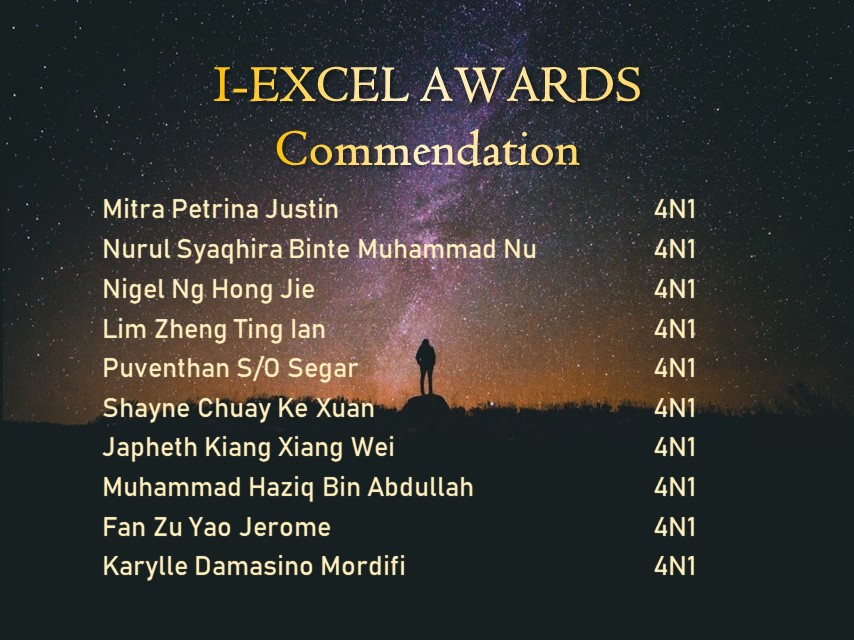 I-EXCEL AWARDS
Commendation
Mitra Petrina Justin 4N1
Nurul Syaqhira Binte Muhammad Nu 4N1
Nigel Ng Hong Jie 4N1
Lim Zheng Ting Ian 4N1
Puventhan S/O Segar 4N1
Shayne Chuay Ke Xuan 4N1
Japheth Kiang Xiang Wei 4N1
Muhammad Haziq Bin Abdullah 4N1
Fan Zu Yao Jerome 4N1
Karylle Damasino Mordifi 4N1